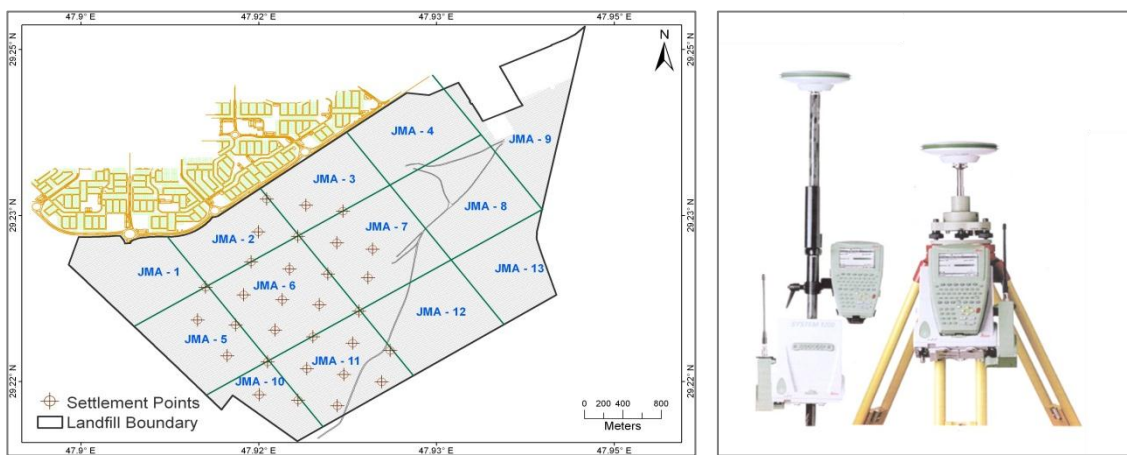 47.9° E 47.92° 47.93° 47.95°
29.25° N
29.23° N
29.22° N
N
JMA - 4
JMA - 9
JMA - 3
JMA - 8
JMA - 7
JMA - 2
JMA - 1
JMA - 13
JMA - 6
JMA - 12
JMA - 5
JMA - 11
JMA - 10
Settlement Points
Landfill Boundary
0 200 400 800
Meters
29.25° N
29.23° N
29.22° N
47.9° E 47.92° 47.93° 47.95°
SYSTEM